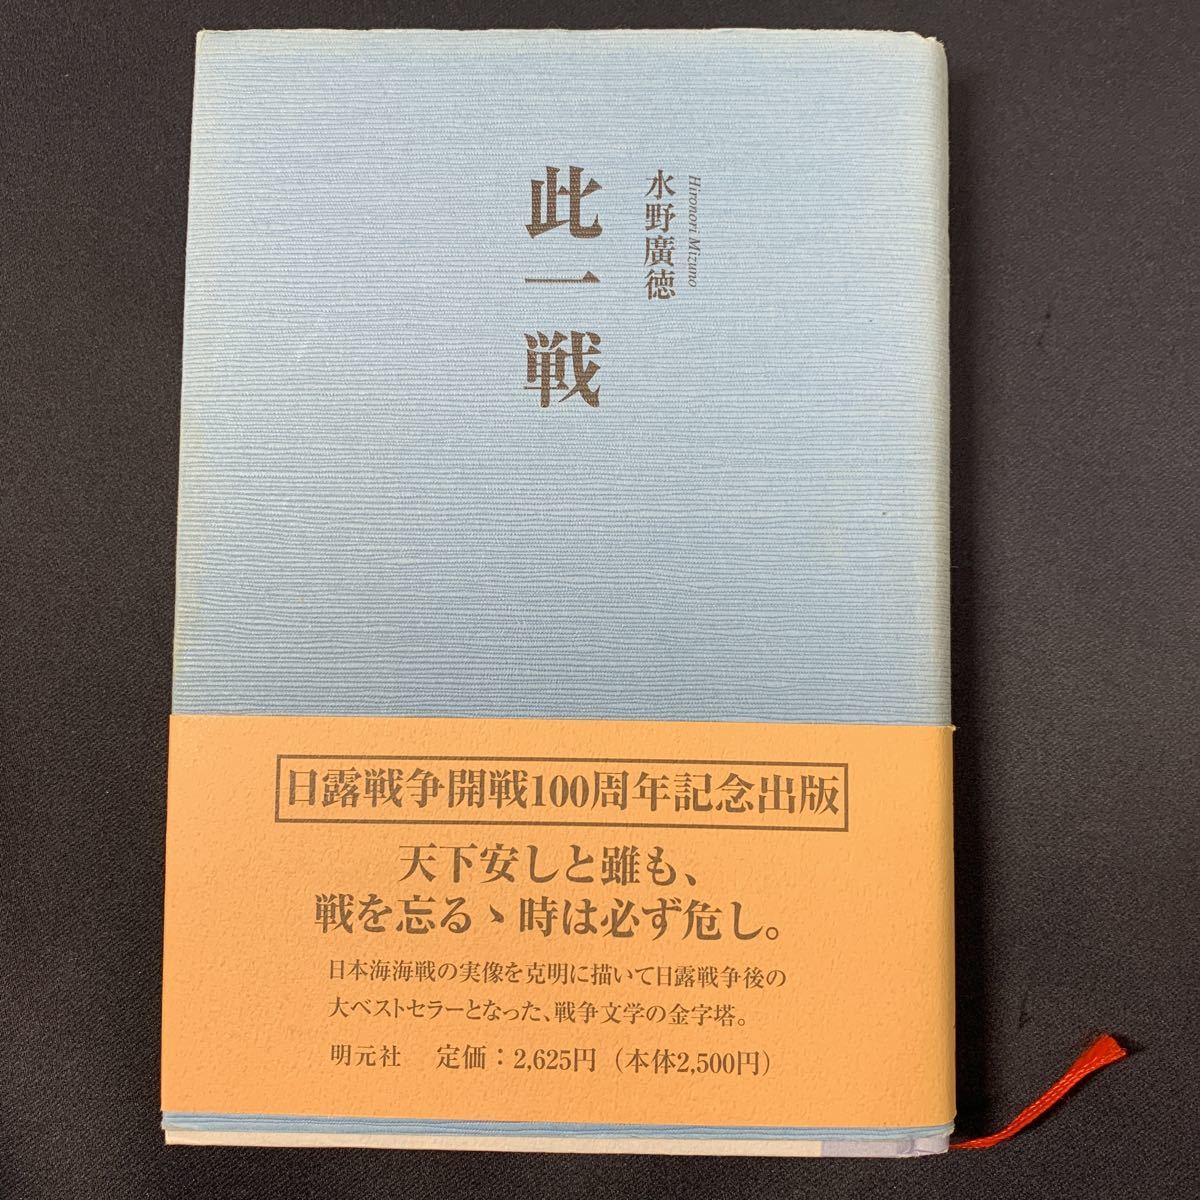 Hironori Mizuno
水野廣徳
此一戦
日露戦争開戦100周年記念出版
天下安しと雖も、
戦を忘るゝ時は必ず危し。
日本海海戦の実像を克明に描いて日露戦争後の
大ベストセラーとなった、戦争文学の金字塔。
明元社 定価：2,625円（本体2,500円）